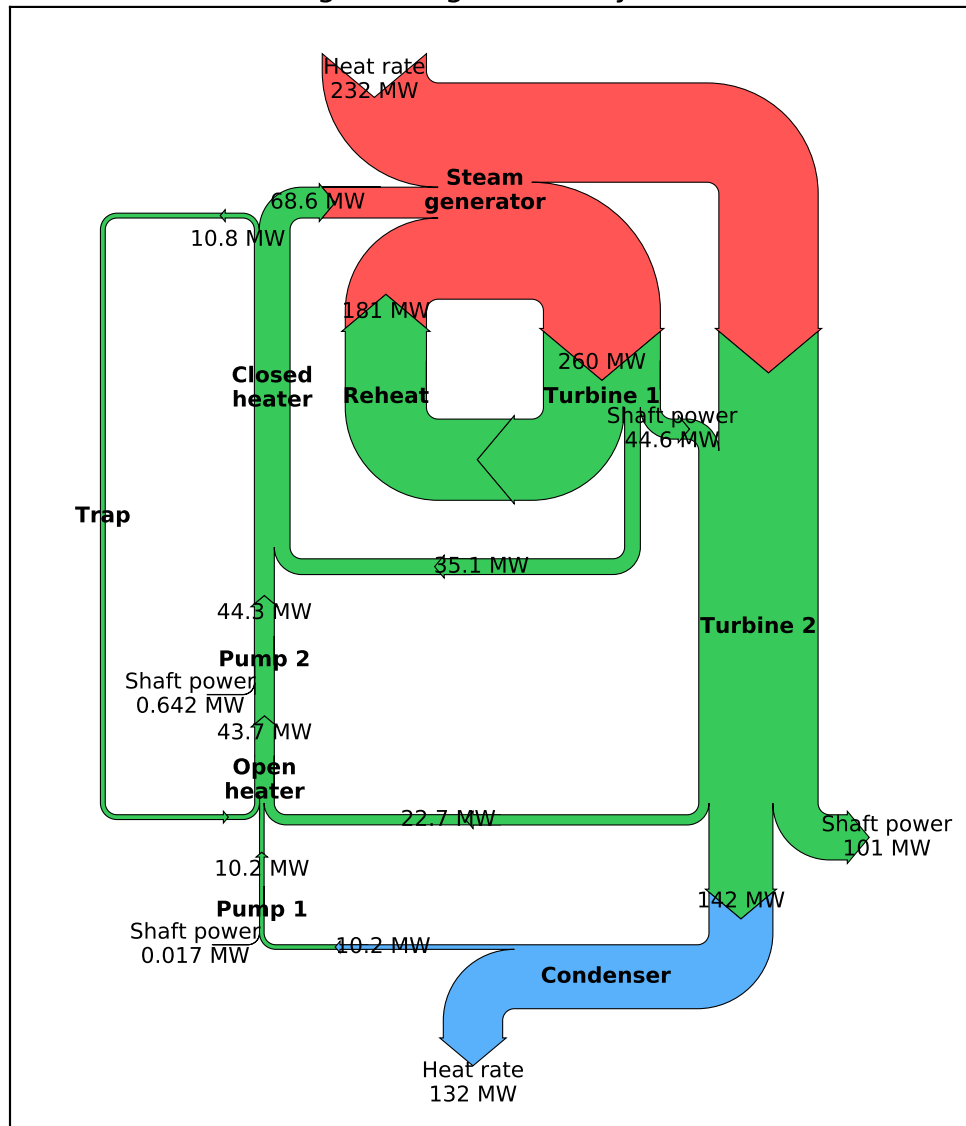 Heat rate
232 MW
Steam
generator
68.6 MW
10.8 MW
181 MW
260 MW
Closed
heater
Reheat
Turbine 1
Shaft power
44.6 MW
Trap
35.1 MW
44.3 MW
Turbine 2
Pump 2
Shaft power
0.642 MW
43.7 MW
Open
heater
22.7 MW
Shaft power
101 MW
10.2 MW
142 MW
Pump 1
Shaft power
0.017 MW
10.2 MW
Condenser
Heat rate
132 MW